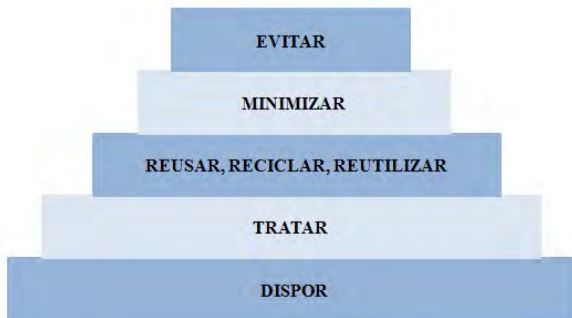 EVITAR
MINIMIZAR
REUSAR, RECICLAR, REUTILIZAR
TRATAR
DISPOR